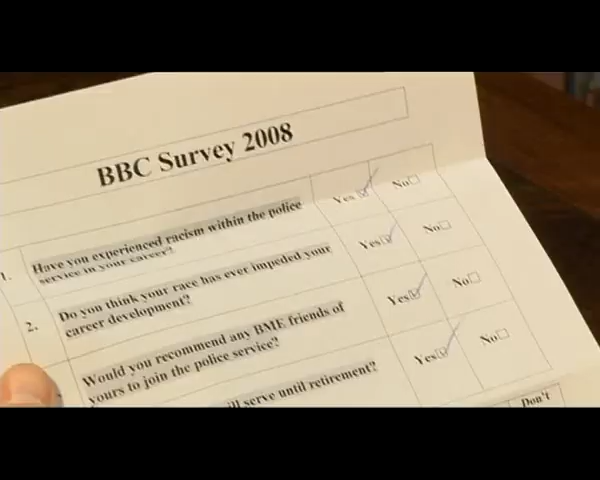 BBC Survey 2008
1. Have you experienced racism within the police
service in your career?
Yes No
2. Do you think your race has ever impeded your
career development?
Yes No
Would you recommend any BME friends of
yours to join the police service?
Yes No
will serve until retirement?
Yes No
Don't